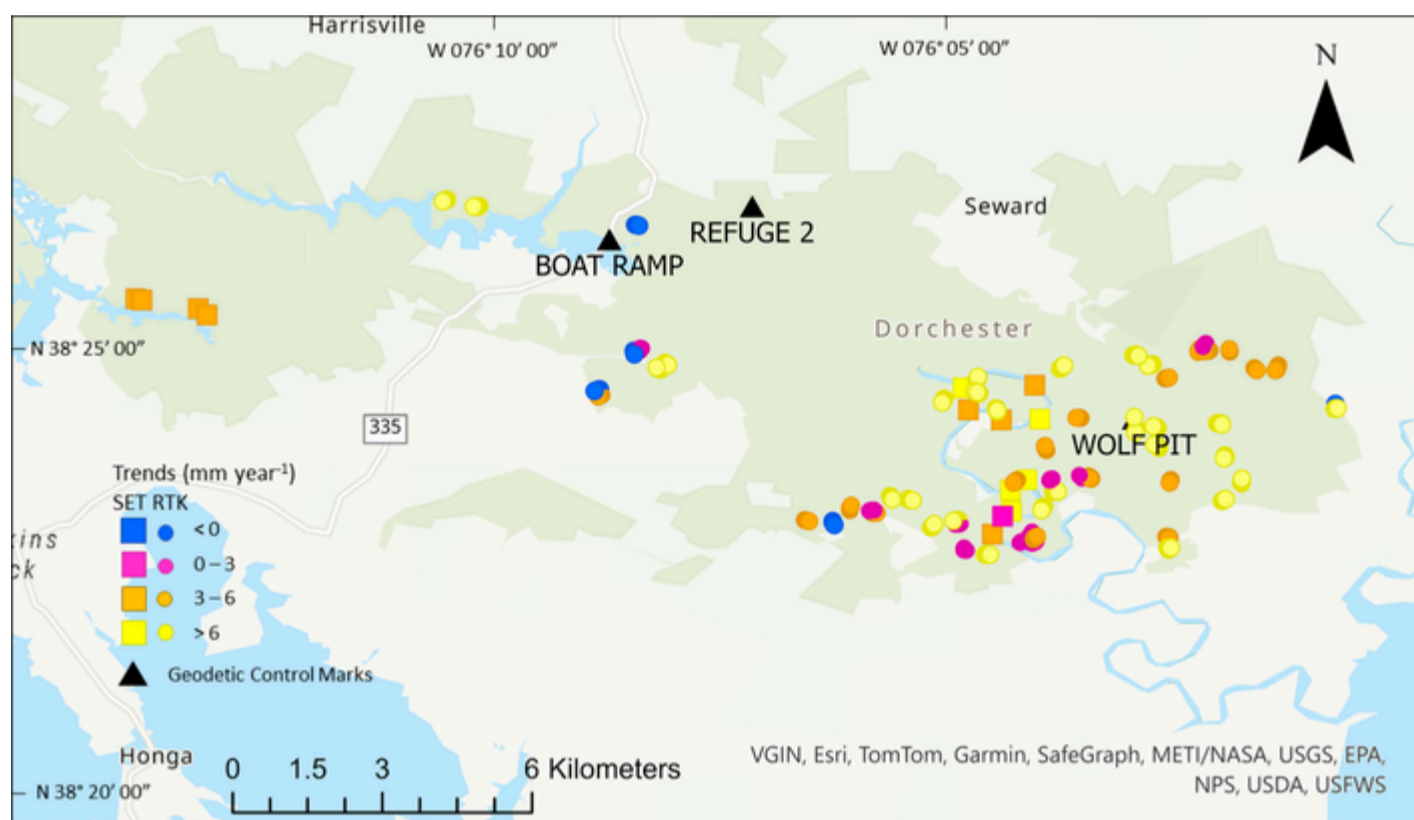 Harrisville
W 076° 10′ 00″
W 076° 05′ 00″
N
Seward
REFUGE 2
BOAT RAMP
Dorchester
N 38° 25′ 00″
335
WOLF PIT
Trends (mm year⁻¹)
SET RTK
<0
0–3
3–6
>6
Geodetic Control Marks
ins
ck
Honga
0 1.5 3 6 Kilometers
VGIN, Esri, TomTom, Garmin, SafeGraph, METI/NASA, USGS, EPA,
NPS, USDA, USFWS
N 38° 20′ 00″